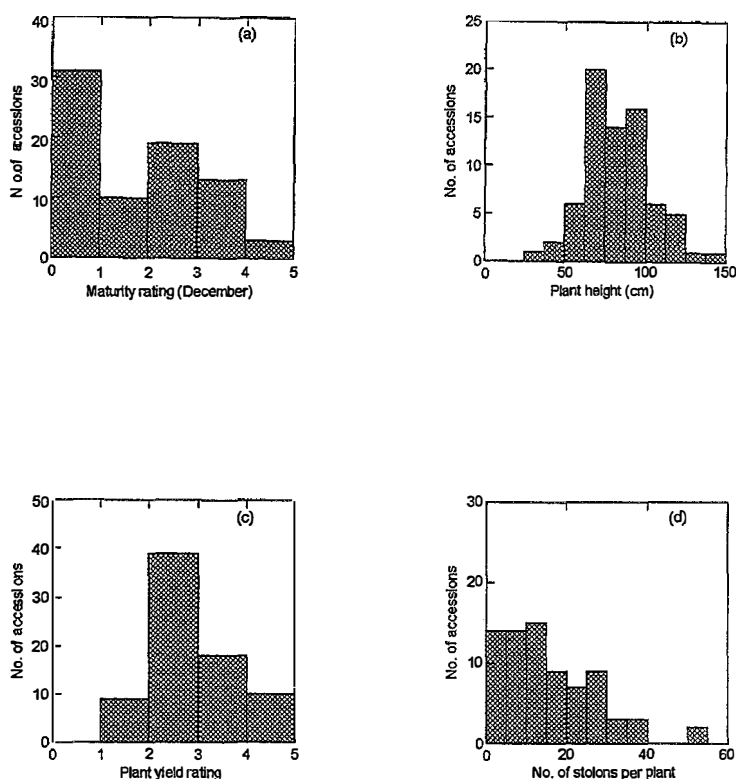 (a)
N o.of accessions
40
30
20
10
0
0 1 2 3 4 5
Maturity rating (December)
(b)
No. of accessions
25
20
15
10
5
0
0 50 100 150
Plant height (cm)
(c)
No. of accessions
50
40
30
20
10
0
0 1 2 3 4 5
Plant yield rating
(d)
No. of accessions
30
20
10
0
0 20 40 60
No. of stolons per plant